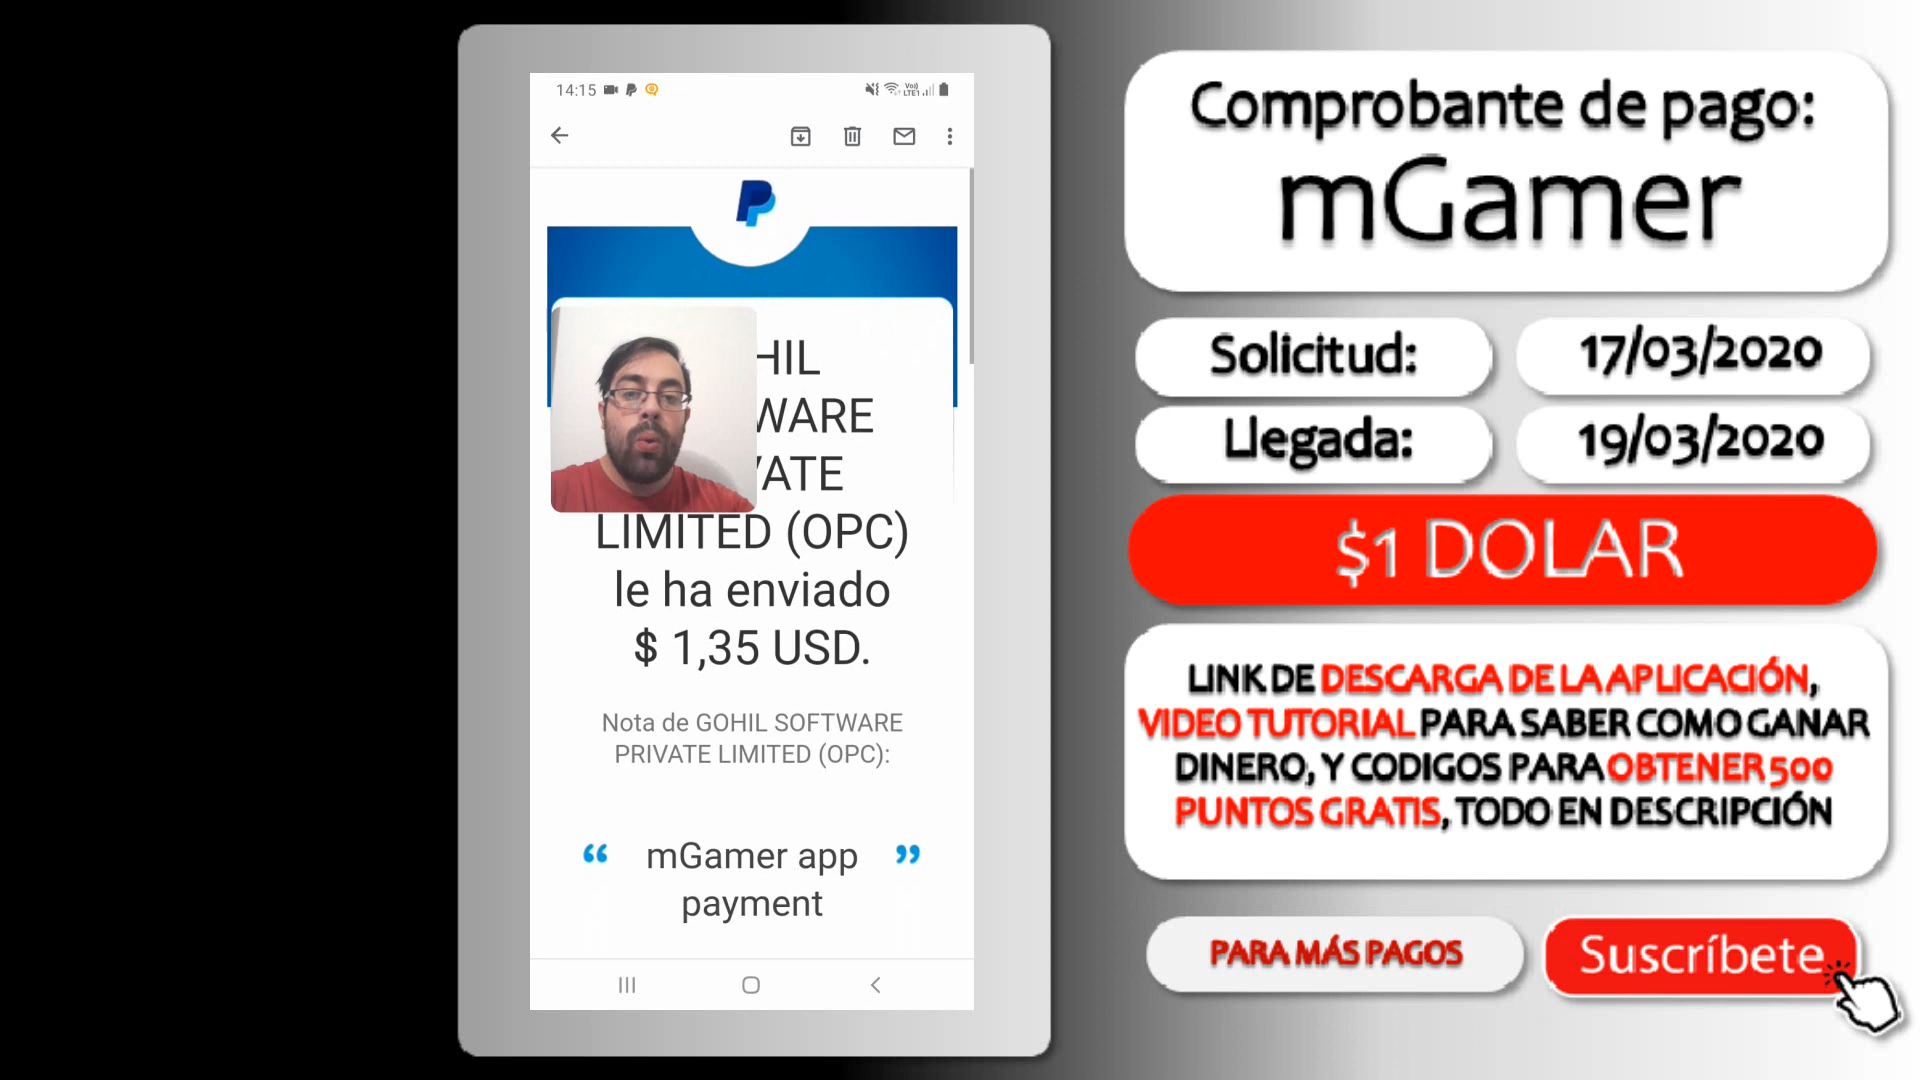 14:15
HIL
WARE
VATE
LIMITED (OPC)
le ha enviado
$ 1,35 USD.
Nota de GOHIL SOFTWARE
PRIVATE LIMITED (OPC):
“ mGamer app ”
payment
Comprobante de pago:
mGamer
Solicitud: 17/03/2020
Llegada: 19/03/2020
$1 DOLAR
LINK DE DESCARGA DE LA APLICACIÓN,
VIDEO TUTORIAL PARA SABER COMO GANAR
DINERO, Y CODIGOS PARA OBTENER 500
PUNTOS GRATIS, TODO EN DESCRIPCIÓN
PARA MÁS PAGOS
Suscríbete